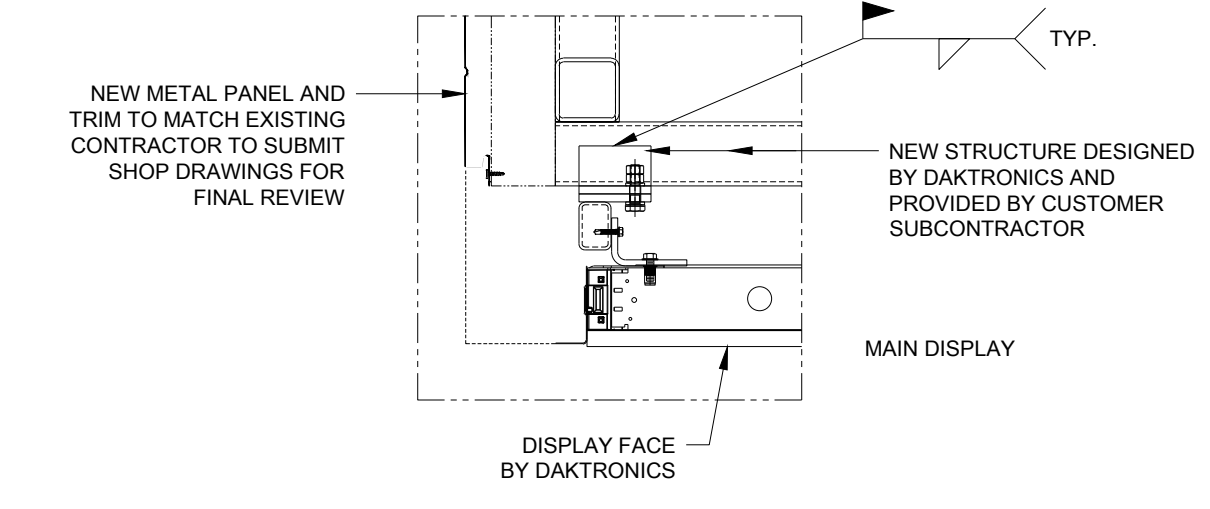 TYP.
NEW METAL PANEL AND
TRIM TO MATCH EXISTING
CONTRACTOR TO SUBMIT
SHOP DRAWINGS FOR
FINAL REVIEW
NEW STRUCTURE DESIGNED
BY DAKTRONICS AND
PROVIDED BY CUSTOMER
SUBCONTRACTOR
MAIN DISPLAY
DISPLAY FACE
BY DAKTRONICS